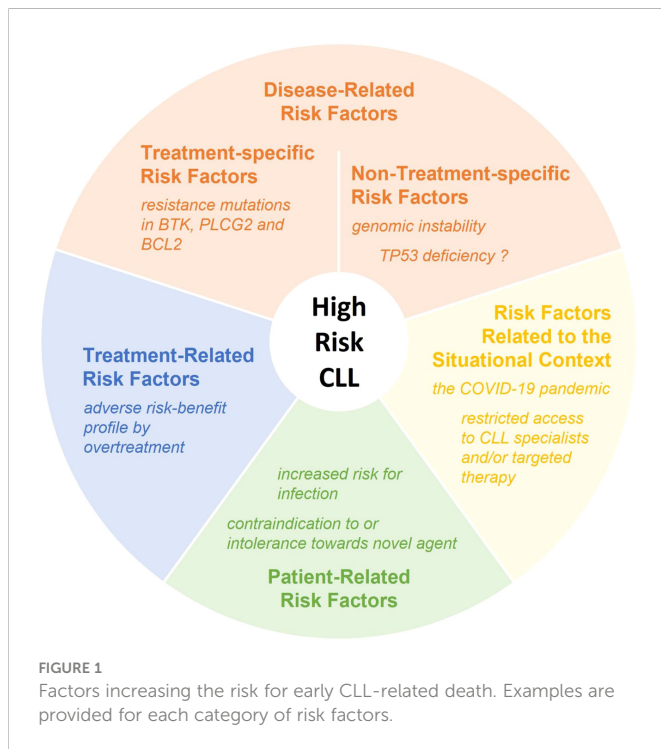 Disease-Related
Risk Factors
Treatment-specific
Risk Factors
resistance mutations
in BTK, PLCG2 and
BCL2
Non-Treatment-specific
Risk Factors
genomic instability
TP53 deficiency ?
High
Risk
CLL
Risk Factors
Related to the
Situational Context
the COVID-19 pandemic
restricted access
to CLL specialists
and/or targeted
therapy
Treatment-Related
Risk Factors
adverse risk-benefit
profile by
overtreatment
increased risk for
infection
contraindication to or
intolerance towards novel agent
Patient-Related
Risk Factors
FIGURE 1
Factors increasing the risk for early CLL-related death. Examples are
provided for each category of risk factors.